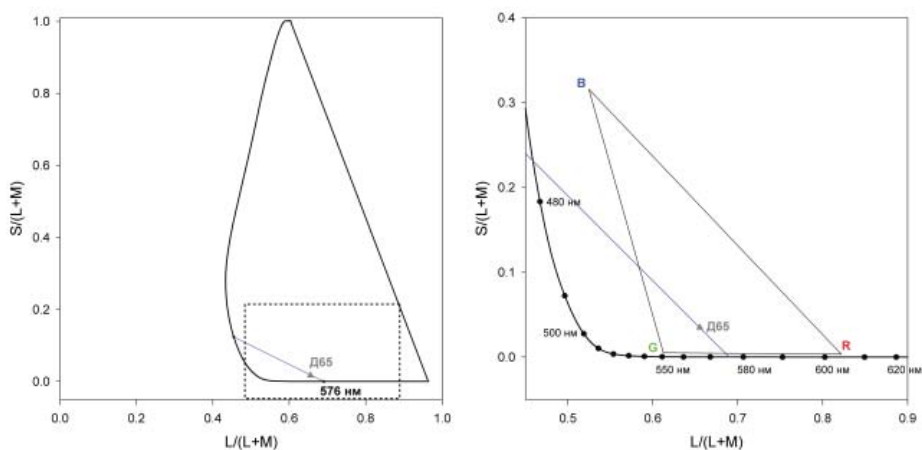 1.0
0.8
0.6
0.4
0.2
0.0
S/(L+M)
Д65
576 нм
0.0 0.2 0.4 0.6 0.8 1.0
L/(L+M)
0.4
0.3
0.2
0.1
0.0
S/(L+M)
B
480 нм
500 нм
Д65
G
R
550 нм 580 нм 600 нм 620 нм
0.5 0.6 0.7 0.8 0.9
L/(L+M)